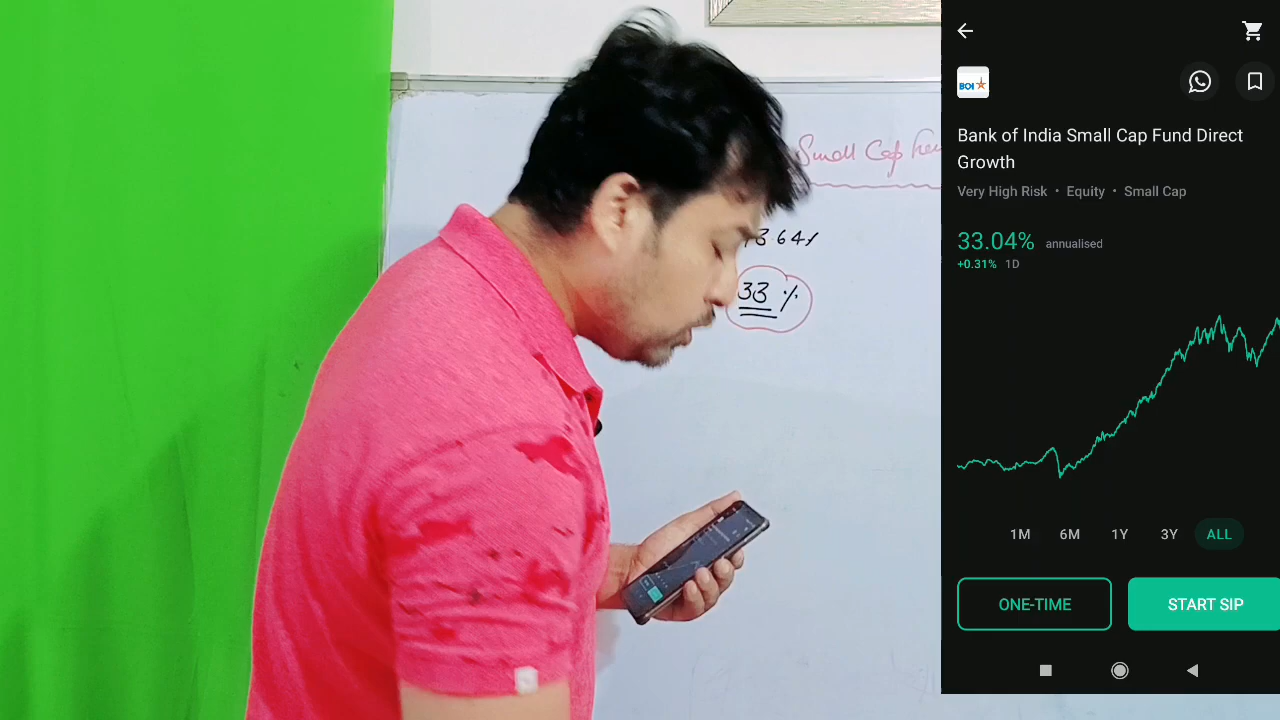 Small Cap
33 %
BOI
Bank of India Small Cap Fund Direct
Growth
Very High Risk • Equity • Small Cap
33.04% annualised
+0.31% 1D
1M 6M 1Y 3Y ALL
ONE-TIME START SIP